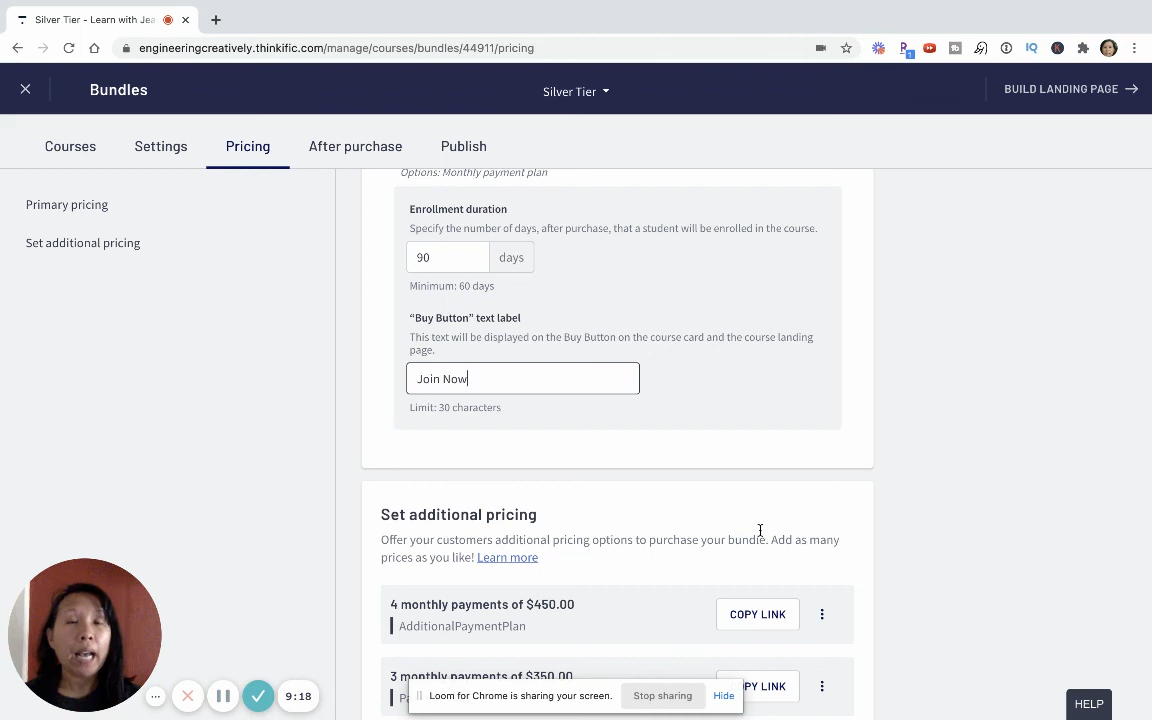 Silver Tier - Learn with Jea
engineeringcreatively.thinkific.com/manage/courses/bundles/44911/pricing
Bundles
Silver Tier
BUILD LANDING PAGE
Courses
Settings
Pricing
After purchase
Publish
Primary pricing
Set additional pricing
Options: Monthly payment plan
Enrollment duration
Specify the number of days, after purchase, that a student will be enrolled in the course.
90
days
Minimum: 60 days
“Buy Button” text label
This text will be displayed on the Buy Button on the course card and the course landing
page.
Join Now
Limit: 30 characters
Set additional pricing
Offer your customers additional pricing options to purchase your bundle. Add as many
prices as you like! Learn more
4 monthly payments of $450.00
AdditionalPaymentPlan
COPY LINK
3 monthly payments of $350.00
LINK
Loom for Chrome is sharing your screen.
Stop sharing
Hide
9:18
HELP